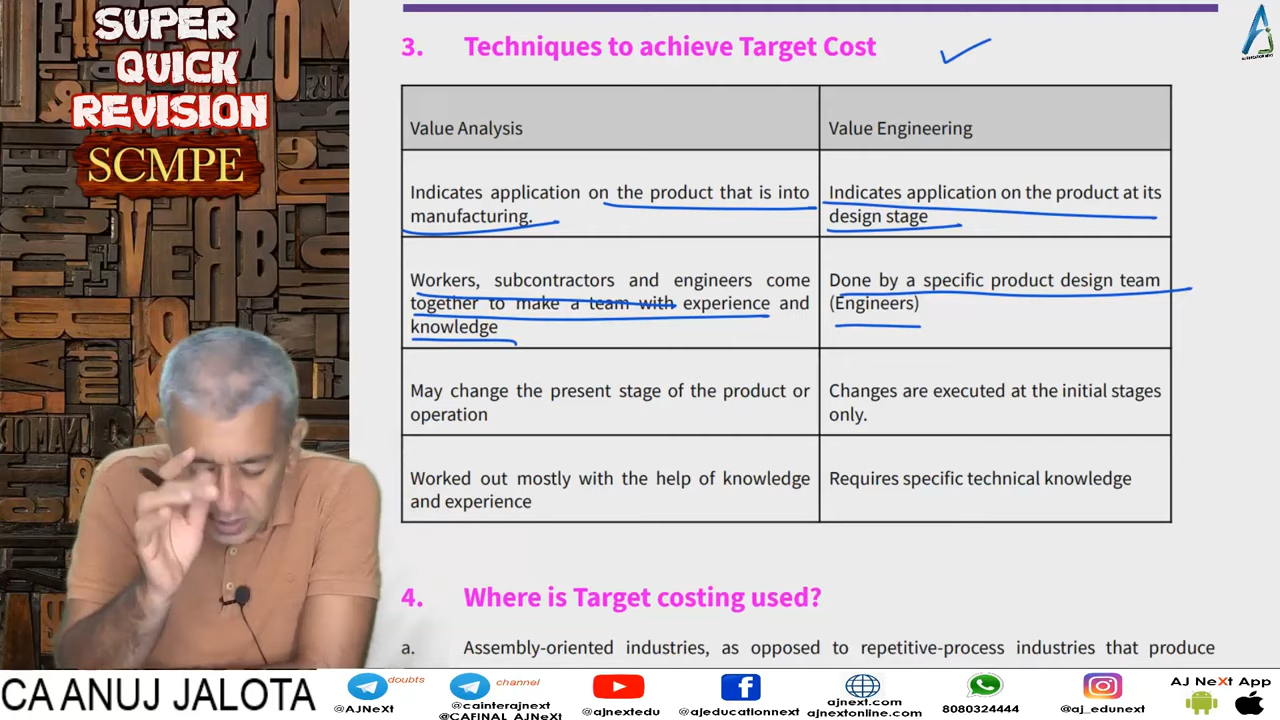 SUPER
QUICK
REVISION
SCMPE
3. Techniques to achieve Target Cost
Value Analysis
Value Engineering
Indicates application on the product that is into
manufacturing.
Indicates application on the product at its
design stage
Workers, subcontractors and engineers come
together to make a team with experience and
knowledge
Done by a specific product design team
(Engineers)
May change the present stage of the product or
operation
Changes are executed at the initial stages
only.
Worked out mostly with the help of knowledge
and experience
Requires specific technical knowledge
4. Where is Target costing used?
a. Assembly-oriented industries, as opposed to repetitive-process industries that produce
CA ANUJ JALOTA
doubts
@AJNeXt
channel
@cainterajnext
@CAFINAL_AJNeXt
@ajnextedu
@ajeducationnext
ajnext.com
ajnextonline.com
8080324444
@aj_edunext
AJ NeXt App